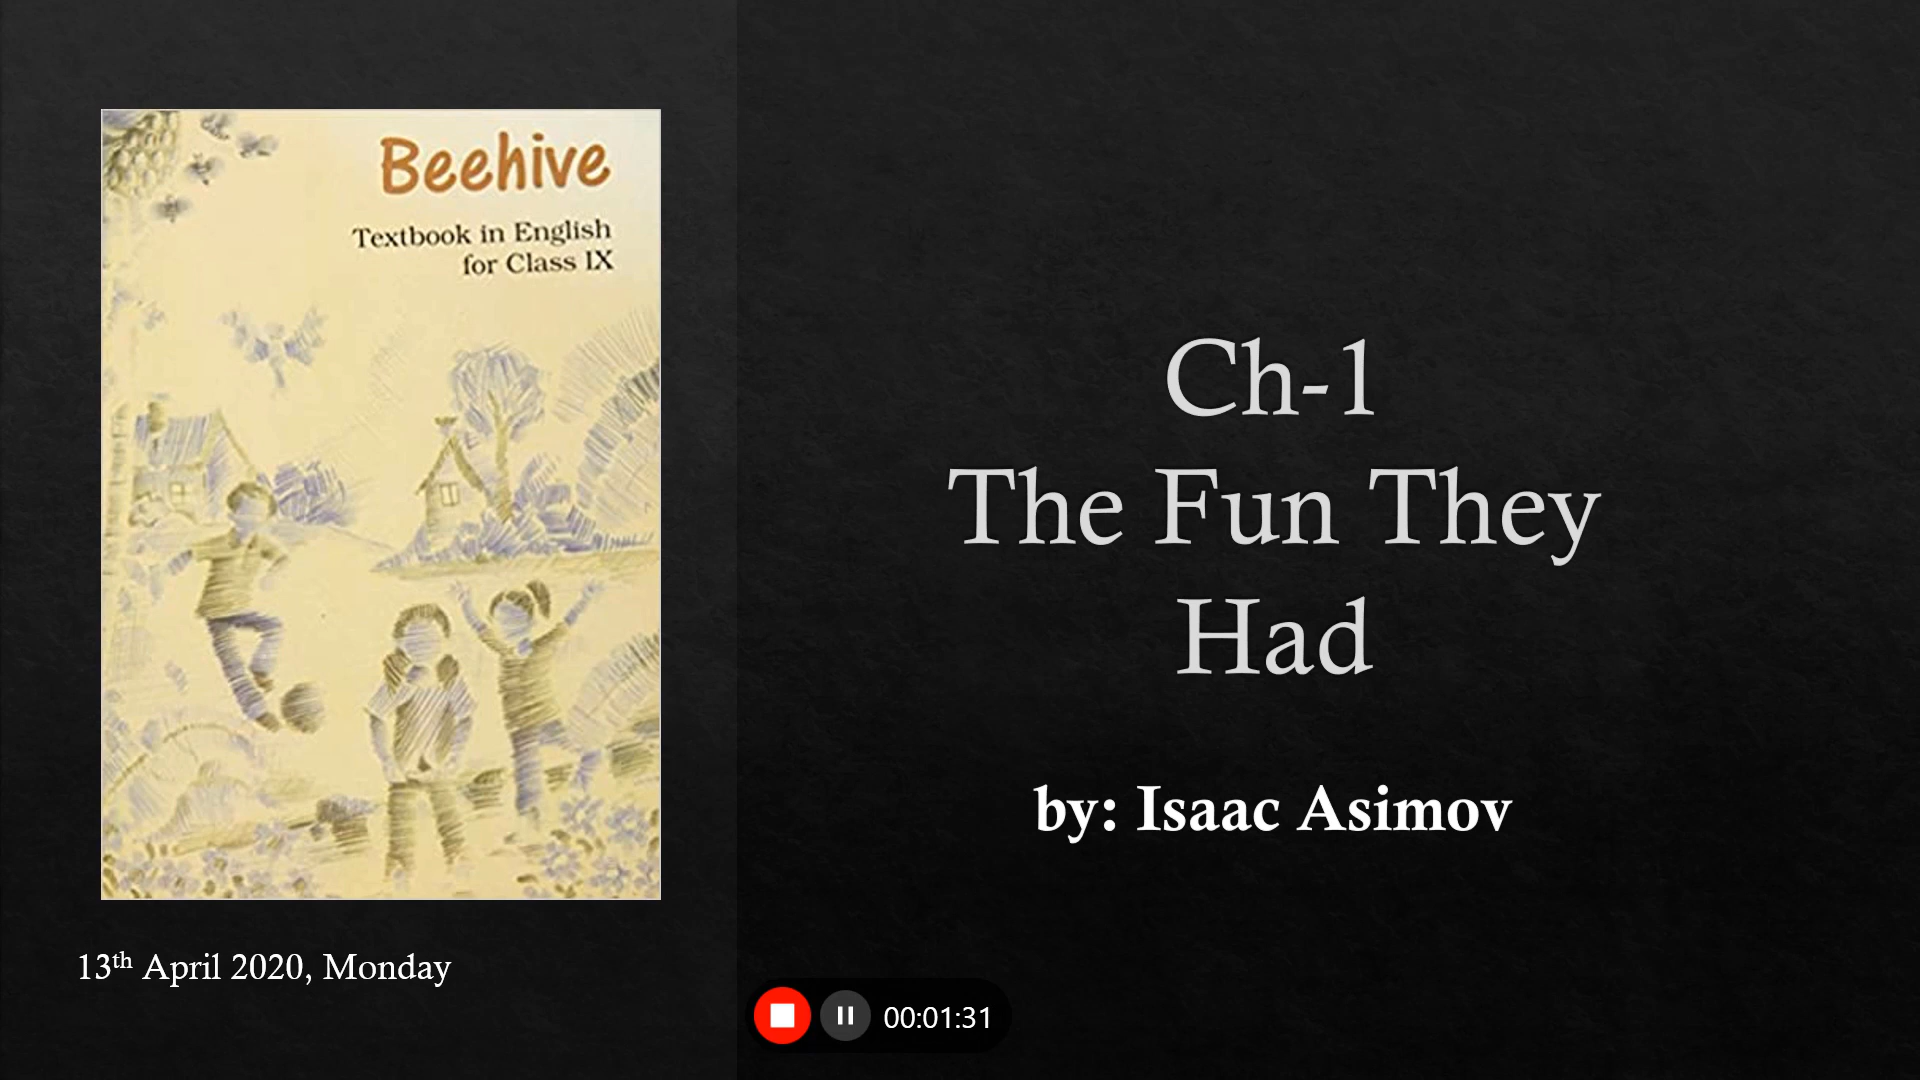 Beehive
Textbook in English
for Class IX
Ch-1
The Fun They
Had
by: Isaac Asimov
13th April 2020, Monday
00:01:31